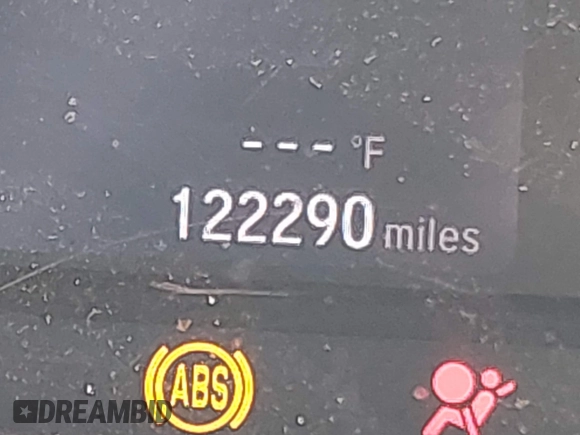 --- °F
122290 miles
ABS
DREAMBID